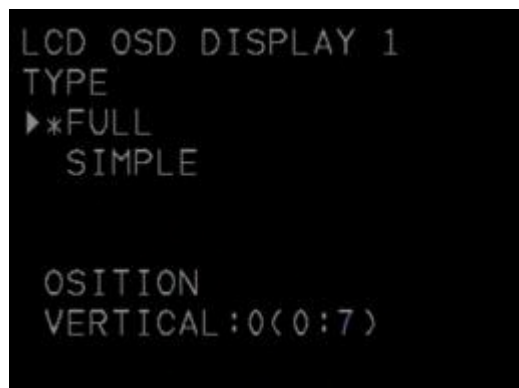 LCD OSD DISPLAY 1
TYPE
▶*FULL
SIMPLE
OSITION
VERTICAL:0(0:7)